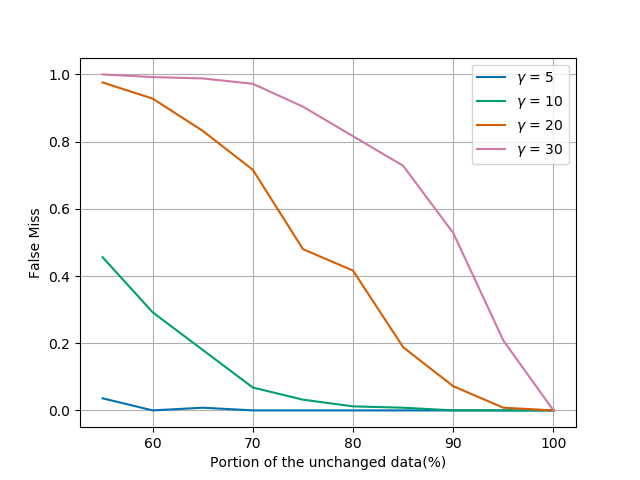 γ = 5
γ = 10
γ = 20
γ = 30
1.0
0.8
0.6
0.4
0.2
0.0
False Miss
60 70 80 90 100
Portion of the unchanged data(%)